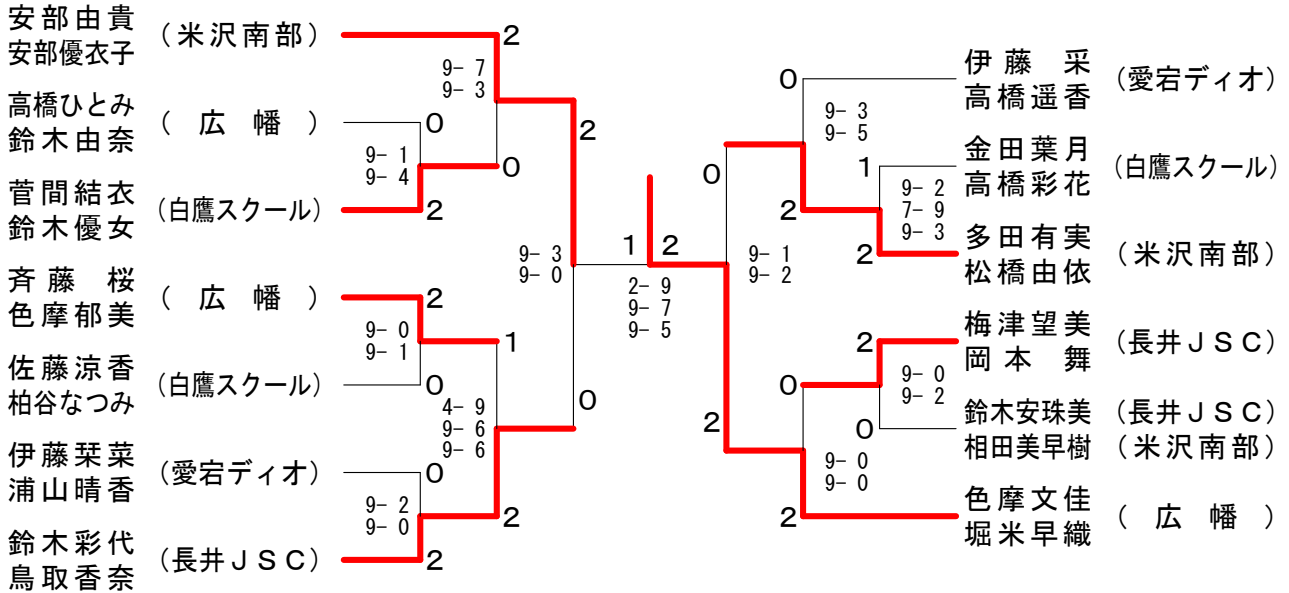 安部由貴
安部優衣子
（米沢南部）
2
9- 7
9- 3
高橋ひとみ
鈴木由奈
（広幡）
0
9- 1
9- 4
0
菅間結衣
鈴木優女
（白鷹スクール）
2
2
9- 3
9- 0
斉藤桜
色摩郁美
（広幡）
2
9- 0
9- 1
1
佐藤涼香
柏谷なつみ
（白鷹スクール）
0
4- 9
9- 6
9- 6
0
伊藤栞菜
浦山晴香
（愛宕ディオ）
0
9- 2
9- 0
2
鈴木彩代
鳥取香奈
（長井ＪＳＣ）
2
1
2
2- 9
9- 7
9- 5
0
伊藤采
高橋遥香
（愛宕ディオ）
9- 3
9- 5
0
1
金田葉月
高橋彩花
（白鷹スクール）
9- 2
7- 9
9- 3
2
2
多田有実
松橋由依
（米沢南部）
9- 1
9- 2
2
梅津望美
岡本舞
（長井ＪＳＣ）
0
9- 0
9- 2
2
0
鈴木安珠美
相田美早樹
（長井ＪＳＣ）
（米沢南部）
9- 0
9- 0
2
色摩文佳
堀米早織
（広幡）